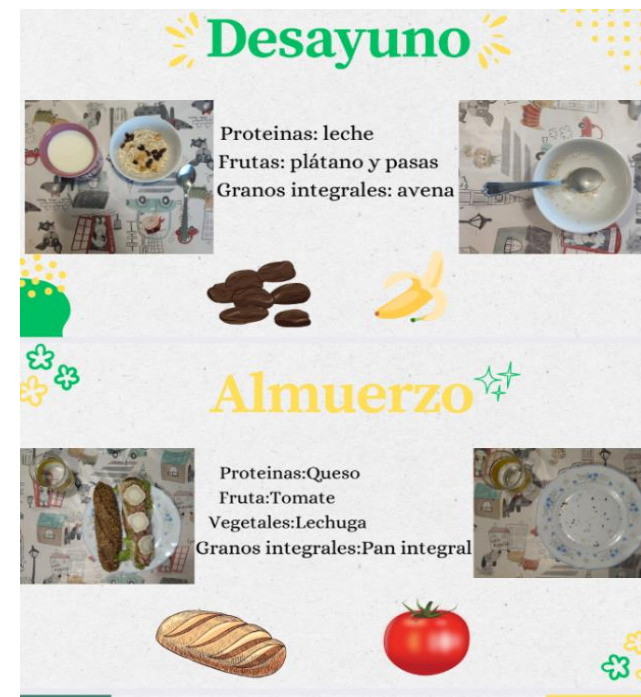 Desayuno
Proteinas: leche
Frutas: plátano y pasas
Granos integrales: avena
Almuerzo
Proteinas:Queso
Fruta:Tomate
Vegetales:Lechuga
Granos integrales:Pan integral